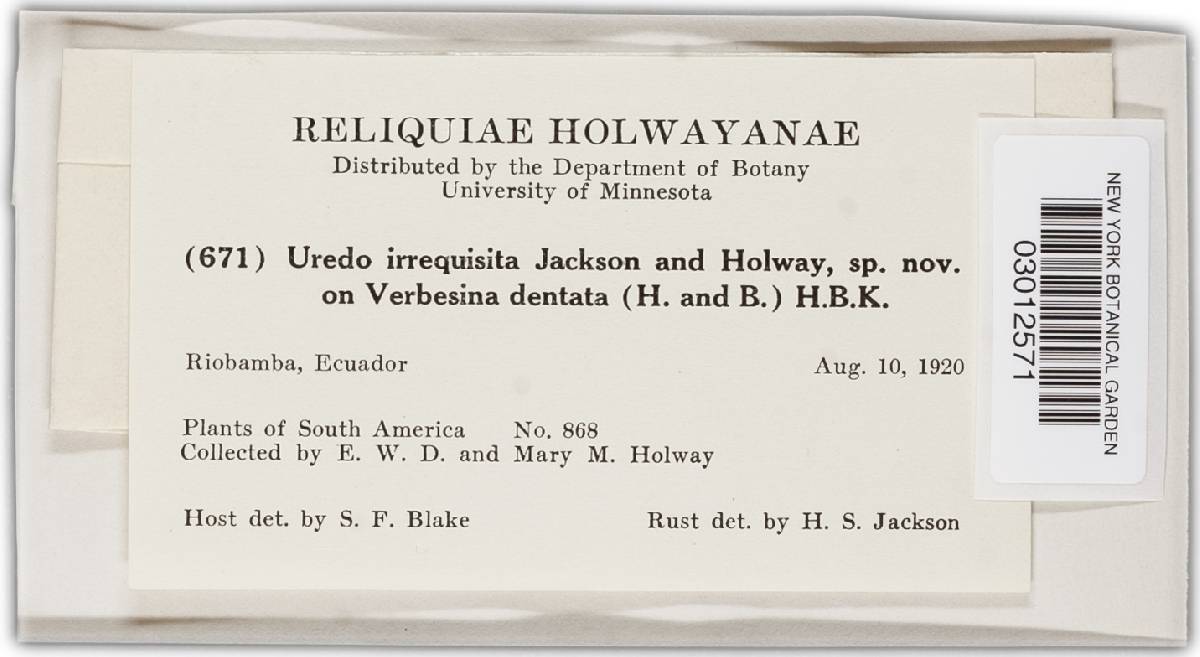 RELIQUIAE HOLWAYANAE
Distributed by the Department of Botany
University of Minnesota
(671) Uredo irrequisita Jackson and Holway, sp. nov.
on Verbesina dentata (H. and B.) H.B.K.
Riobamba, Ecuador Aug. 10, 1920
Plants of South America No. 868
Collected by E. W. D. and Mary M. Holway
Host det. by S. F. Blake Rust det. by H. S. Jackson
NEW YORK BOTANICAL GARDEN
03012571